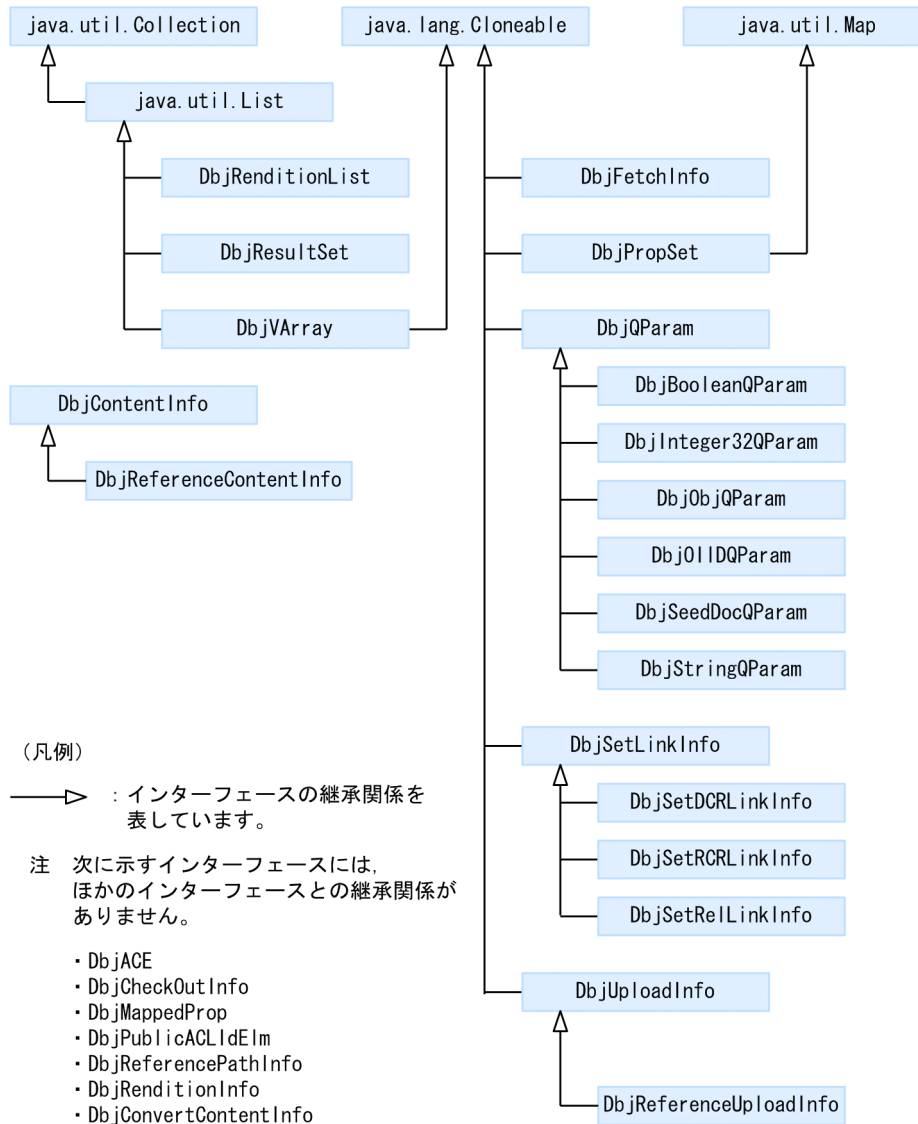 java.util.Collection
java.lang.Cloneable
java.util.Map
java.util.List
DbjRenditionList
DbjFetchInfo
DbjResultSet
DbjPropSet
DbjVArray
DbjQParam
DbjBooleanQParam
DbjContentInfo
DbjInteger32QParam
DbjReferenceContentInfo
DbjObjQParam
DbjOIIDQParam
DbjSeedDocQParam
DbjStringQParam
DbjSetLinkInfo
DbjSetDCRLinkInfo
DbjSetRCRLinkInfo
DbjSetRelLinkInfo
DbjUploadInfo
DbjReferenceUploadInfo
（凡例）
：インターフェースの継承関係を
表しています。
注　次に示すインターフェースには，
ほかのインターフェースとの継承関係が
ありません。
・DbjACE
・DbjCheckOutInfo
・DbjMappedProp
・DbjPublicACLIdElm
・DbjReferencePathInfo
・DbjRenditionInfo
・DbjConvertContentInfo